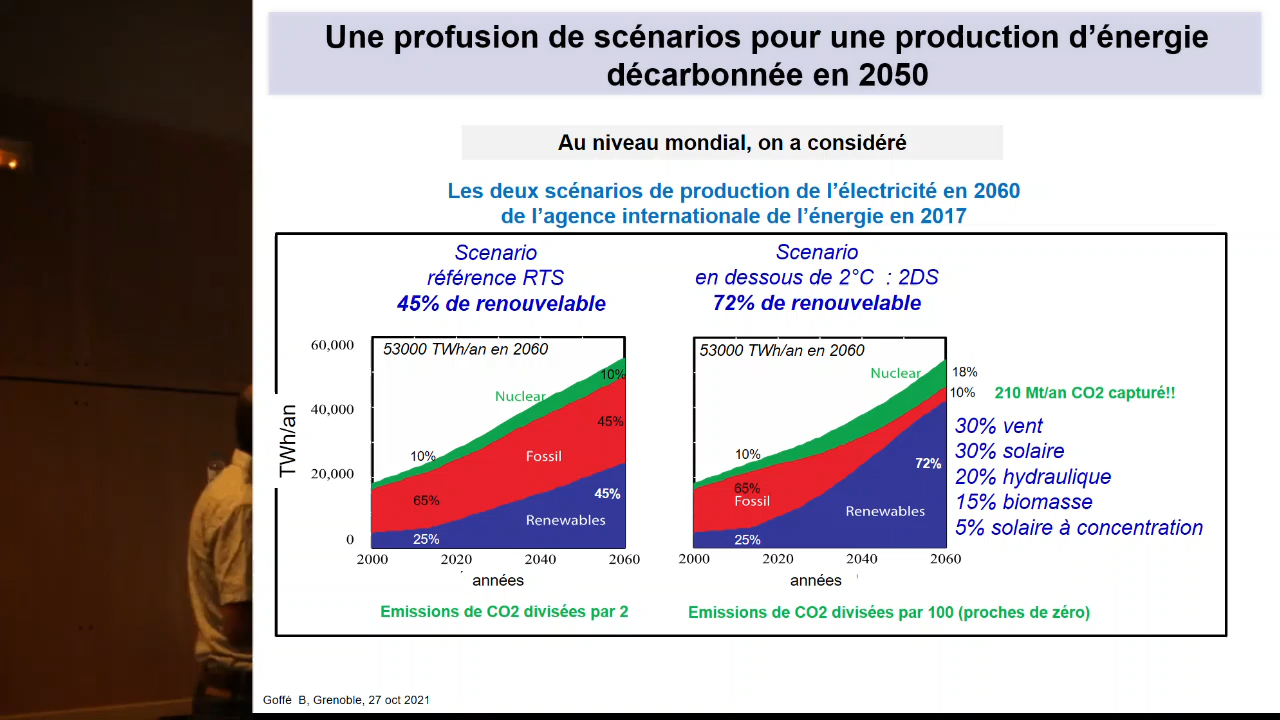 Une profusion de scénarios pour une production d’énergie
décarbonnée en 2050
Au niveau mondial, on a considéré
Les deux scénarios de production de l’électricité en 2060
de l’agence internationale de l’énergie en 2017
Scenario
référence RTS
45% de renouvelable
53000 TWh/an en 2060
60,000
40,000
20,000
0
TWh/an
Nuclear
10%
10%
45%
Fossil
65%
45%
Renewables
25%
2000
2020
2040
2060
années
Emissions de CO2 divisées par 2
Scenario
en dessous de 2°C : 2DS
72% de renouvelable
53000 TWh/an en 2060
Nuclear
18%
10%
10%
65%
Fossil
72%
Renewables
25%
2000
2020
2040
2060
années
210 Mt/an CO2 capturé!!
30% vent
30% solaire
20% hydraulique
15% biomasse
5% solaire à concentration
Emissions de CO2 divisées par 100 (proches de zéro)
Goffé B, Grenoble, 27 oct 2021